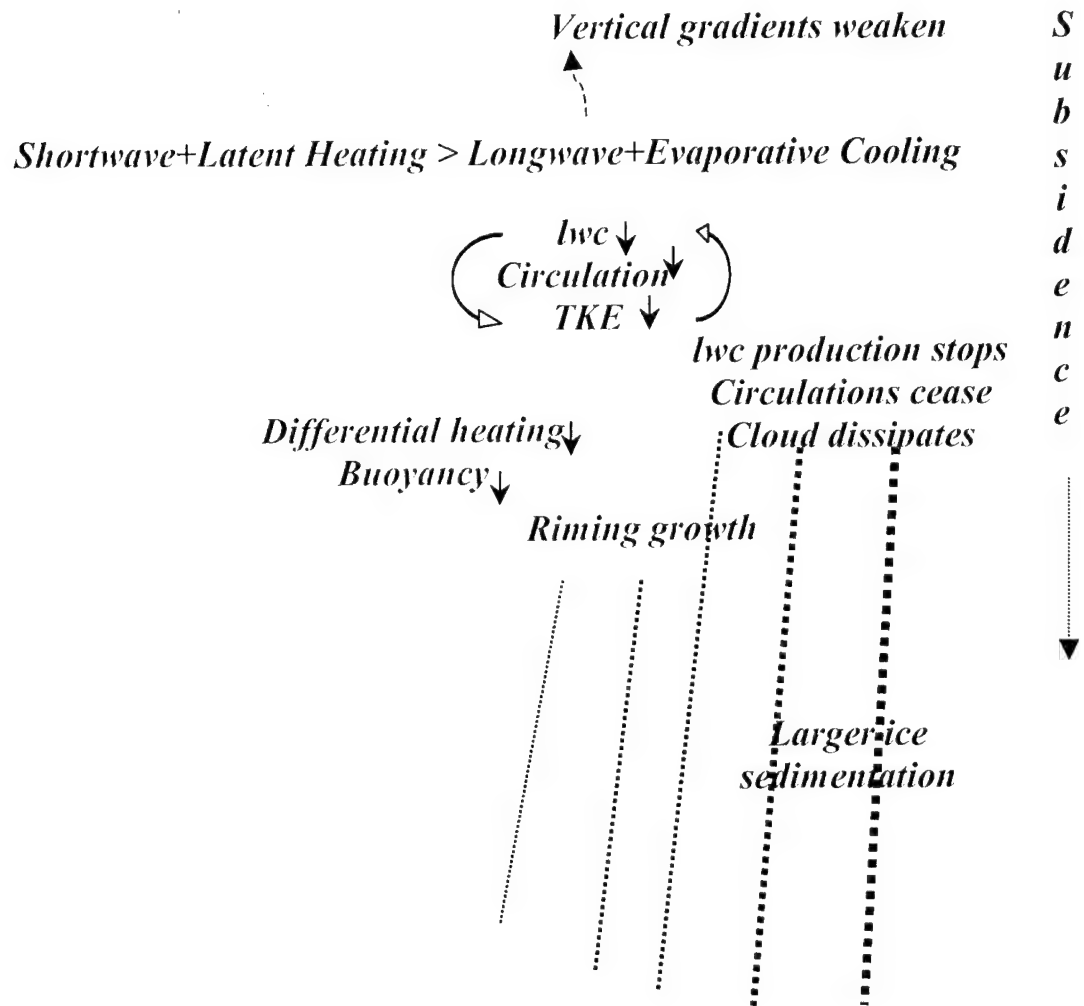 Vertical gradients weaken
Shortwave+Latent Heating > Longwave+Evaporative Cooling
lwc ↓
Circulation ↓
TKE ↓
lwc production stops
Circulations cease
Cloud dissipates
Differential heating ↓
Buoyancy ↓
Riming growth
Larger ice
sedimentation
Subsidence